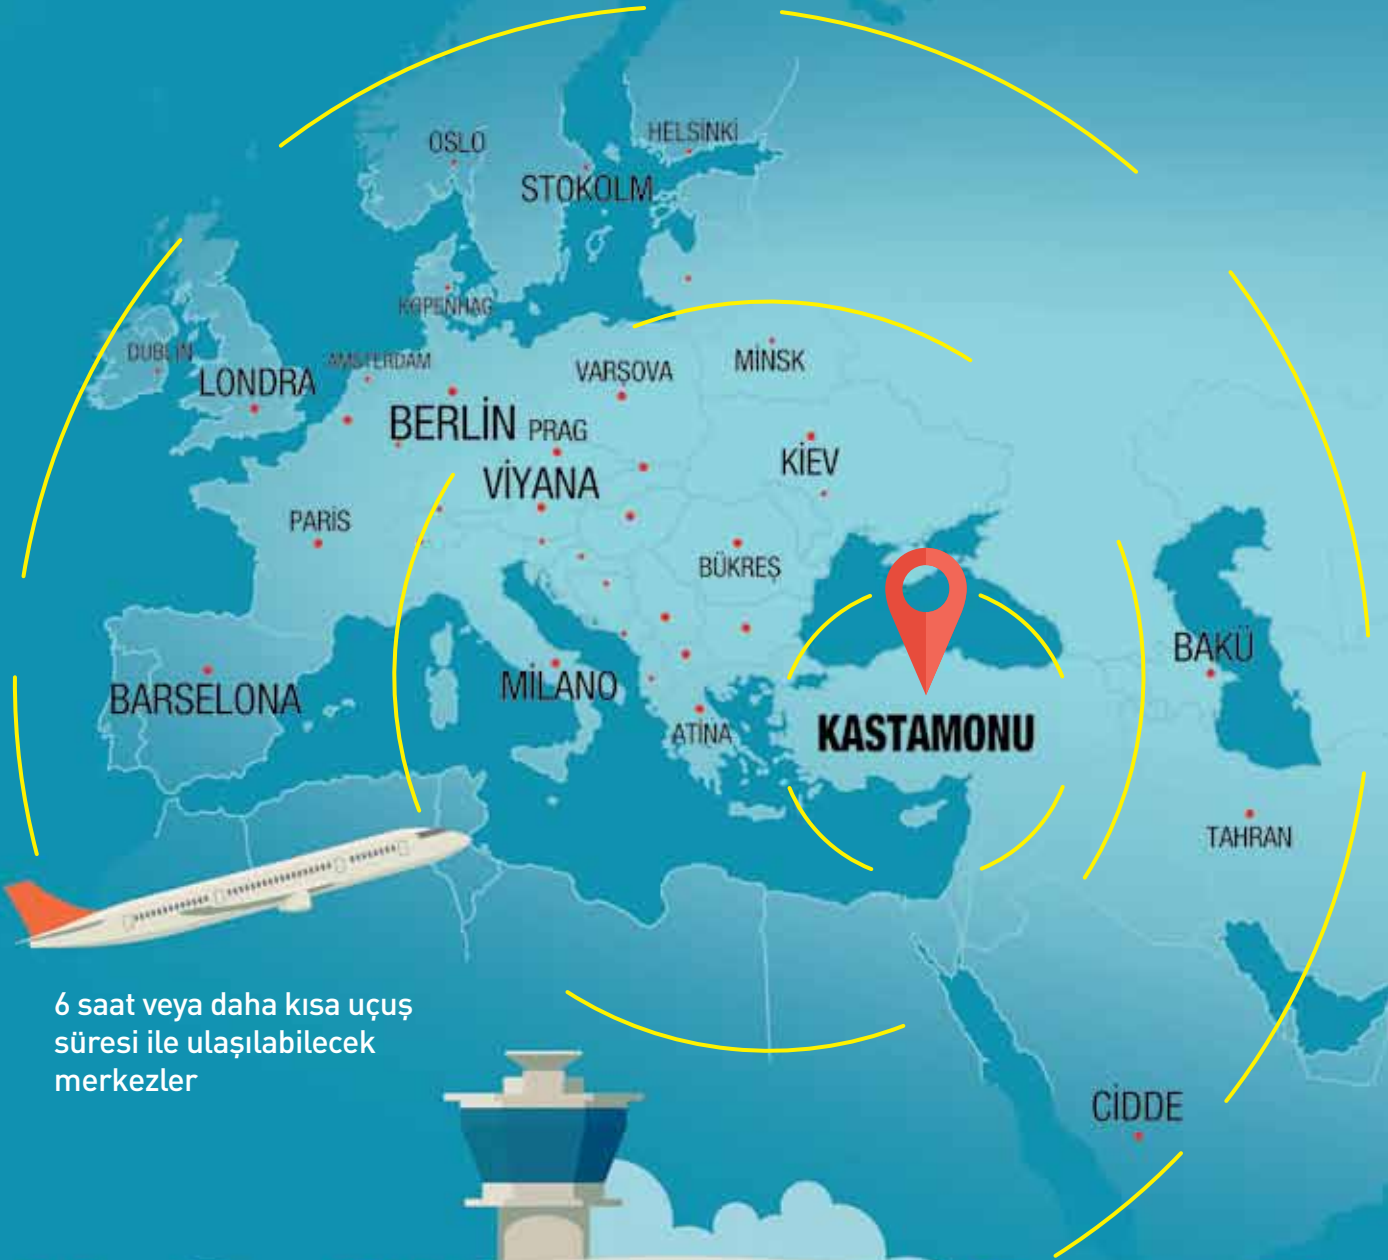 OSLO
HELSİNKİ
STOKOLM
KOPENHAG
DUBLİN
AMSTERDAM
LONDRA
VARŞOVA
MİNSK
BERLİN
PRAG
VİYANA
KİEV
PARİS
BÜKREŞ
BAKÜ
BARSELONA
MİLANO
ATİNA
KASTAMONU
TAHRAN
6 saat veya daha kısa uçuş
süresi ile ulaşılabilecek
merkezler
CİDDE